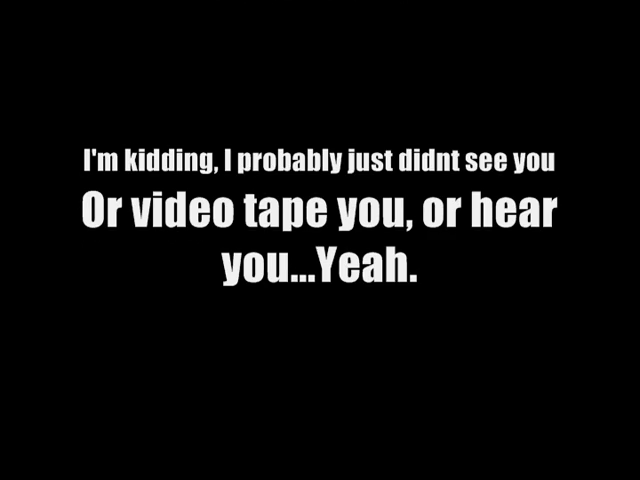 I'm kidding, I probably just didnt see you
Or video tape you, or hear
you...Yeah.